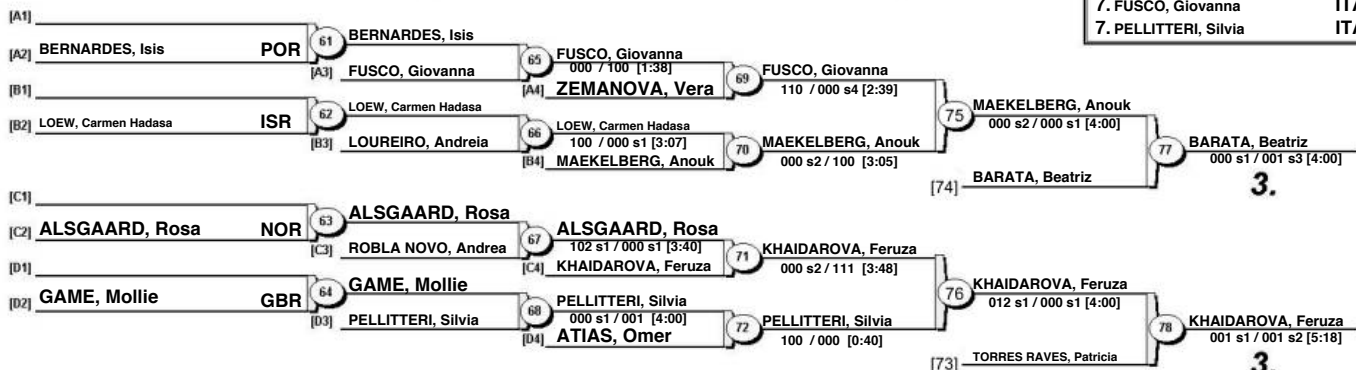 7. FUSCO, Giovanna ITA
7. PELLITTERI, Silvia ITA
[A1]
[A2] BERNARDES, Isis POR
61 BERNARDES, Isis
[A3] FUSCO, Giovanna
65 FUSCO, Giovanna
000 / 100 [1:38]
[A4] ZEMANOVA, Vera
69 FUSCO, Giovanna
110 / 000 s4 [2:39]
[B1]
[B2] LOEW, Carmen Hadasa ISR
62 LOEW, Carmen Hadasa
[B3] LOUREIRO, Andreia
66 LOEW, Carmen Hadasa
100 / 000 s1 [3:07]
[B4] MAEKELBERG, Anouk
70 MAEKELBERG, Anouk
000 s2 / 100 [3:05]
75 MAEKELBERG, Anouk
000 s2 / 000 s1 [4:00]
[74] BARATA, Beatriz
77 BARATA, Beatriz
000 s1 / 001 s3 [4:00]
3.
[C1]
[C2] ALSGAARD, Rosa NOR
63 ALSGAARD, Rosa
[C3] ROBLA NOVO, Andrea
67 ALSGAARD, Rosa
102 s1 / 000 s1 [3:40]
[C4] KHAIDAROVA, Feruza
71 KHAIDAROVA, Feruza
000 s2 / 111 [3:48]
[D1]
[D2] GAME, Mollie GBR
64 GAME, Mollie
[D3] PELLITTERI, Silvia
68 PELLITTERI, Silvia
000 s1 / 001 [4:00]
[D4] ATIAS, Omer
72 PELLITTERI, Silvia
100 / 000 [0:40]
76 KHAIDAROVA, Feruza
012 s1 / 000 s1 [4:00]
[73] TORRES RAVES, Patricia
78 KHAIDAROVA, Feruza
001 s1 / 001 s2 [5:18]
3.